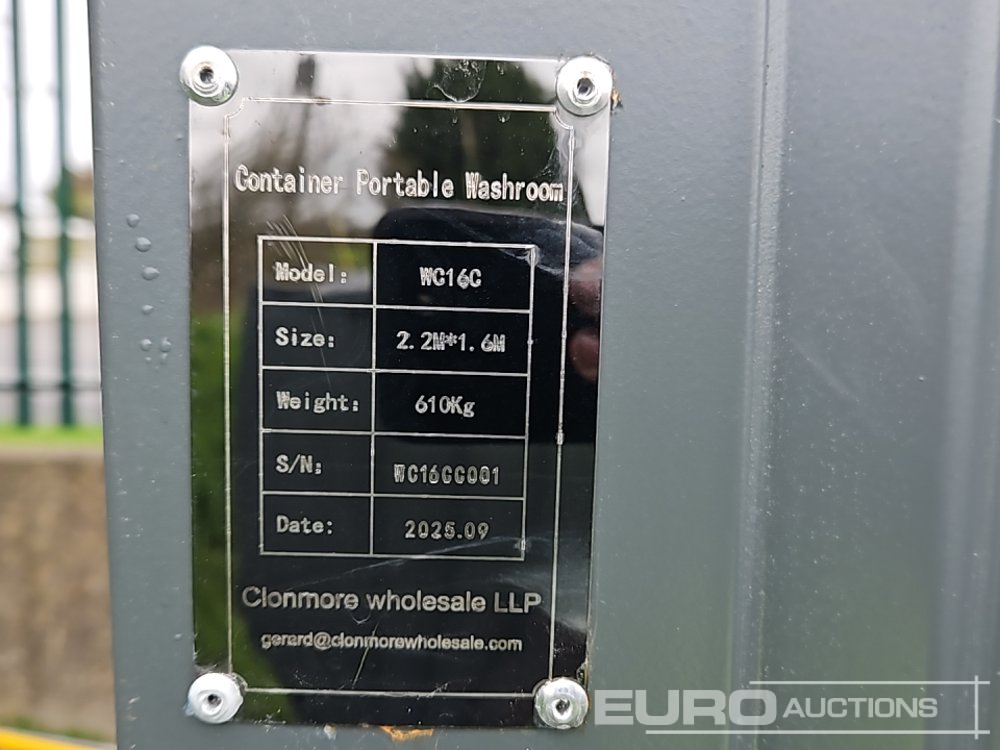 Container Portable Washroom
Model: WC16C
Size: 2.2M*1.6M
Weight: 610Kg
S/N: WC16CC001
Date: 2025.09
Clonmore wholesale LLP
gerard@clonmorewholesale.com
EURO AUCTIONS